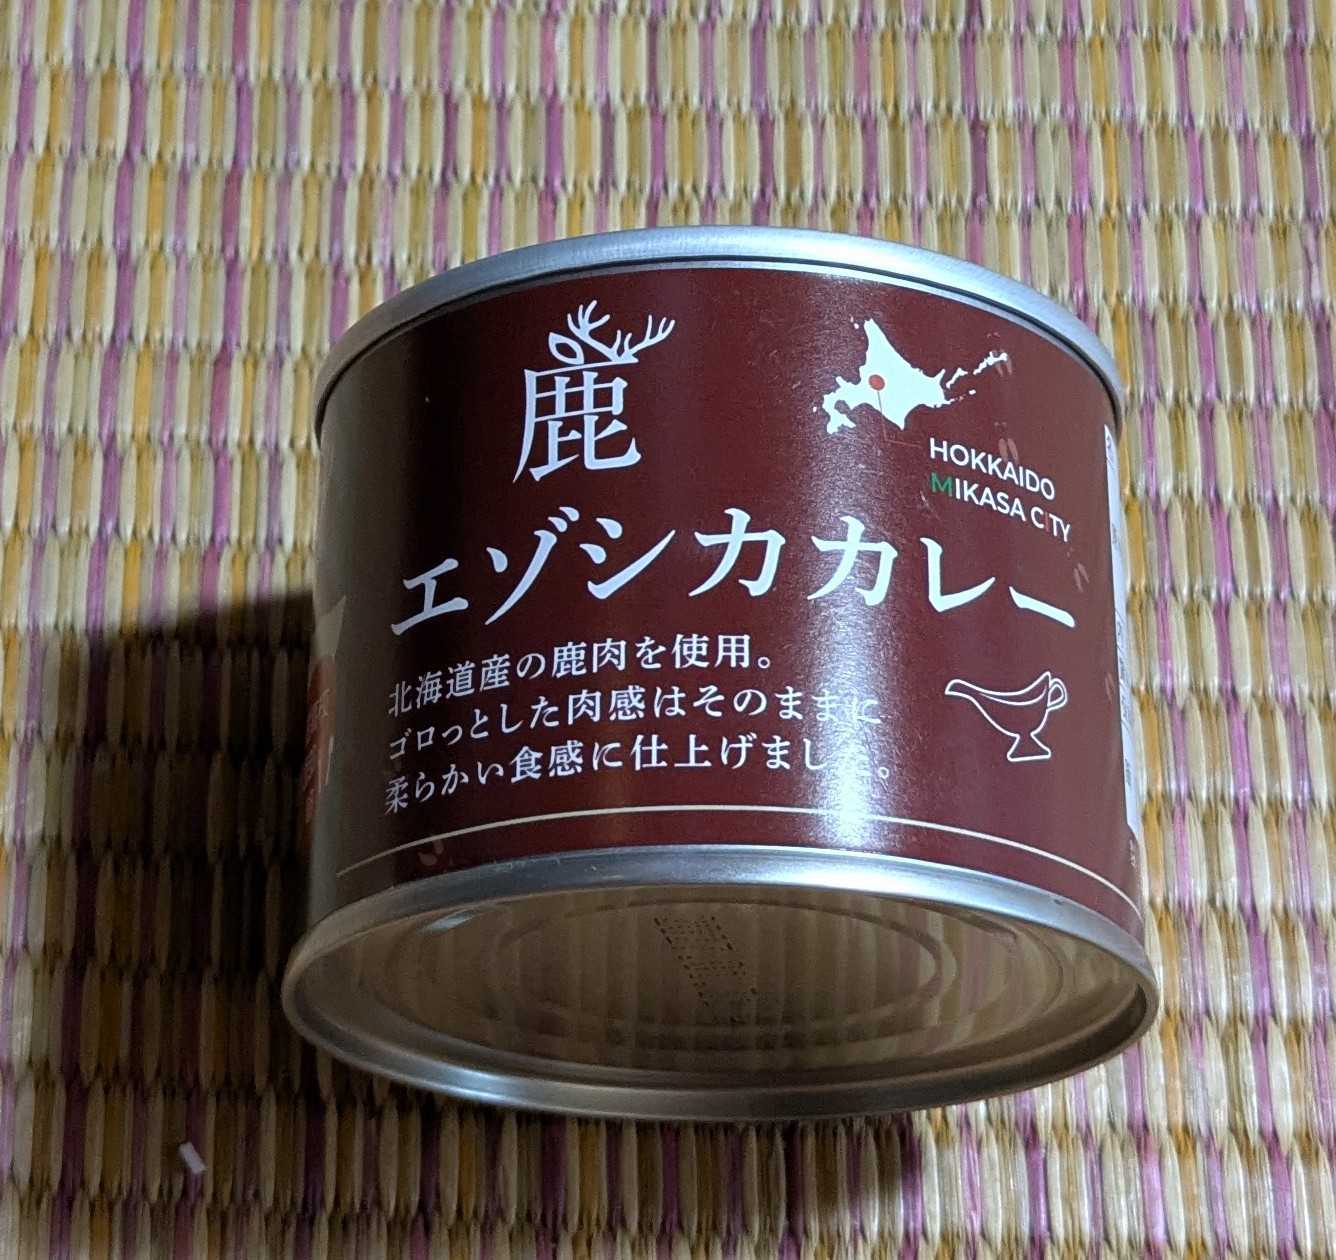 鹿
HOKKAIDO
MIKASA CITY
エゾシカカレー
北海道産の鹿肉を使用。
ゴロっとした肉感はそのままに
柔らかい食感に仕上げました。